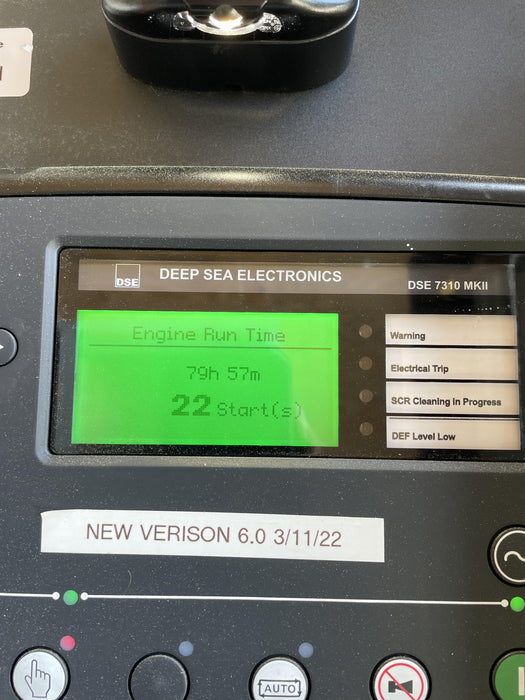 DSE
DEEP SEA ELECTRONICS
DSE 7310 MKII
Engine Run Time
79h 57m
22 Start(s)
Warning
Electrical Trip
SCR Cleaning In Progress
DEF Level Low
NEW VERISON 6.0 3/11/22
AUTO